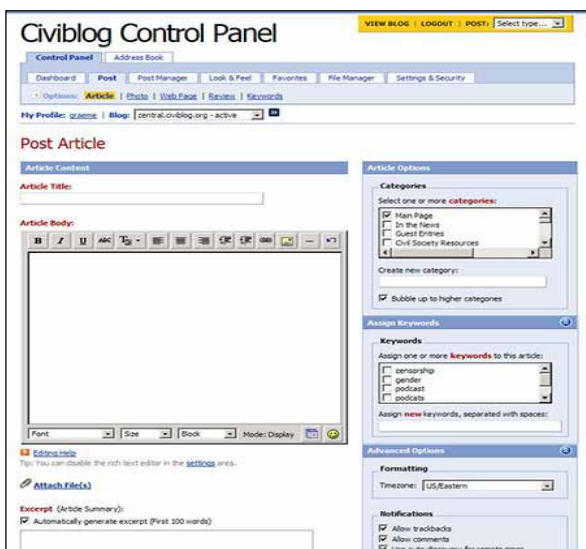 Civiblog Control Panel
VIEW BLOG | LOGOUT | POST: Select type...
Control Panel Address Book
Dashboard Post Post Manager Look & Feel Favorites File Manager Settings & Security
Options: Article | Photo | Web Page | Review | Keywords
My Profile: graeme | Blog: central.civiblog.org - active
Post Article
Article Content
Article Title:
Article Body:
B I U ABC
Font Size Block Mode: Display
Editing Help
Tip: You can disable the rich text editor in the settings area.
Attach File(s)
Excerpt (Article Summary):
Automatically generate excerpt (First 100 words)
Article Options
Categories
Select one or more categories:
Main Page
In the News
Guest Entries
Civil Society Resources
Create new category:
Bubble up to higher categories
Assign Keywords
Keywords
Assign one or more keywords to this article:
censorship
gender
podcast
podcats
Assign new keywords, separated with spaces:
Advanced Options
Formatting
Timezone: US/Eastern
Notifications
Allow trackbacks
Allow comments